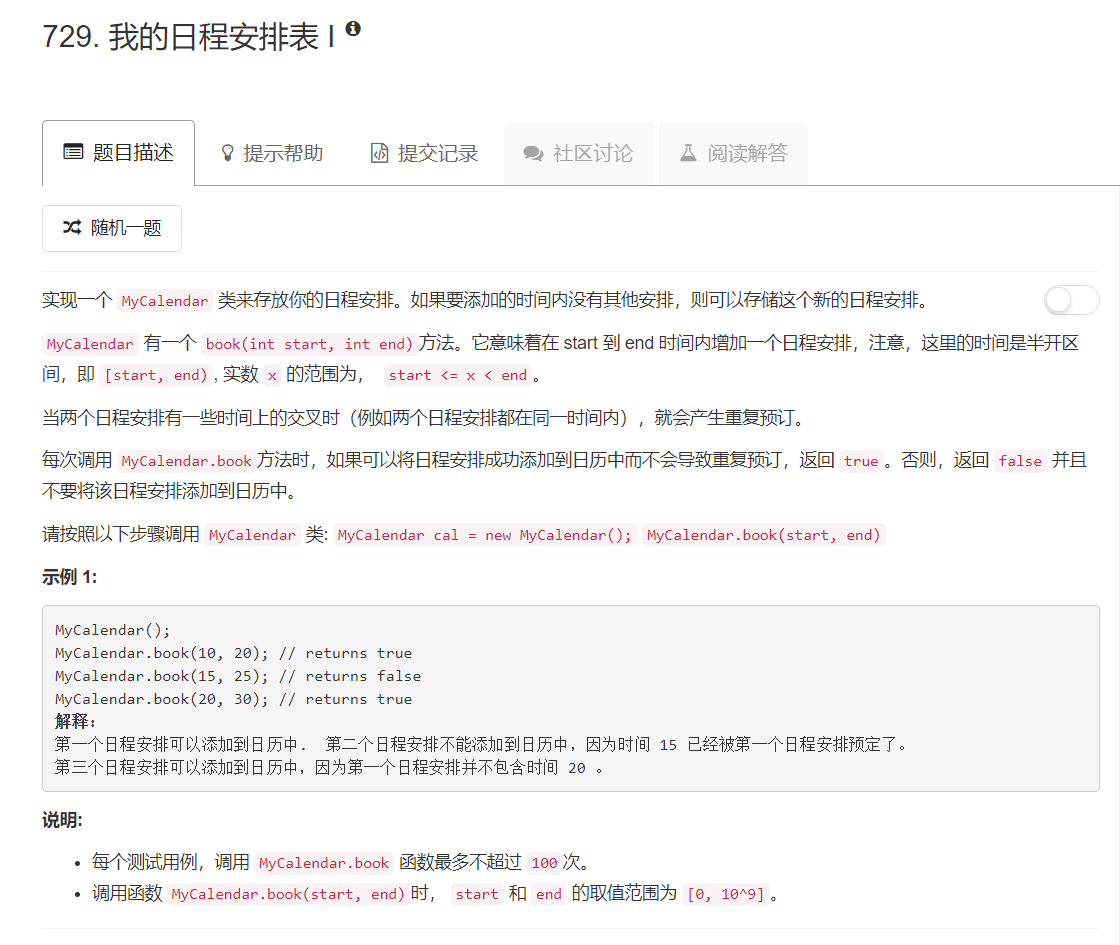 729. 我的日程安排表 I
题目描述 提示帮助 提交记录 社区讨论 阅读解答
随机一题
实现一个 MyCalendar 类来存放你的日程安排。如果要添加的时间内没有其他安排，则可以存储这个新的日程安排。
MyCalendar 有一个 book(int start, int end)方法。它意味着在 start 到 end 时间内增加一个日程安排，注意，这里的时间是半开区
间，即 [start, end), 实数 x 的范围为， start <= x < end。
当两个日程安排有一些时间上的交叉时（例如两个日程安排都在同一时间内），就会产生重复预订。
每次调用 MyCalendar.book方法时，如果可以将日程安排成功添加到日历中而不会导致重复预订，返回 true。否则，返回 false 并且
不要将该日程安排添加到日历中。
请按照以下步骤调用 MyCalendar 类: MyCalendar cal = new MyCalendar(); MyCalendar.book(start, end)
示例 1:
MyCalendar();
MyCalendar.book(10, 20); // returns true
MyCalendar.book(15, 25); // returns false
MyCalendar.book(20, 30); // returns true
解释:
第一个日程安排可以添加到日历中. 第二个日程安排不能添加到日历中，因为时间 15 已经被第一个日程安排预定了。
第三个日程安排可以添加到日历中，因为第一个日程安排并不包含时间 20 。
说明:
• 每个测试用例，调用 MyCalendar.book 函数最多不超过 100次。
• 调用函数 MyCalendar.book(start, end)时， start 和 end 的取值范围为 [0, 10^9]。